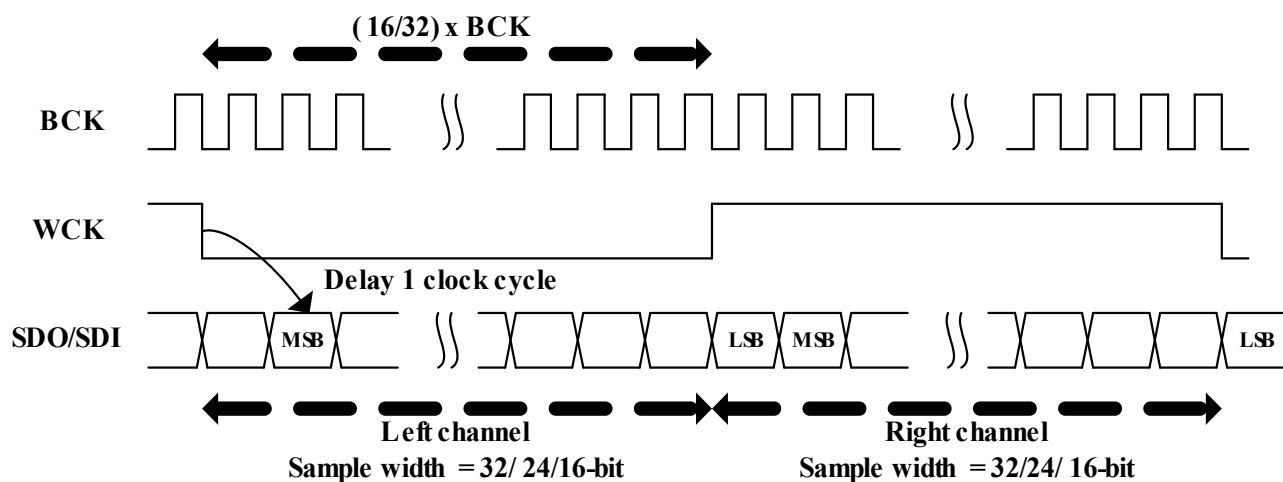 (16/32) x BCK
BCK
WCK
Delay 1 clock cycle
SDO/SDI
MSB
LSB
MSB
LSB
Left channel
Right channel
Sample width = 32/ 24/16-bit
Sample width = 32/24/ 16-bit